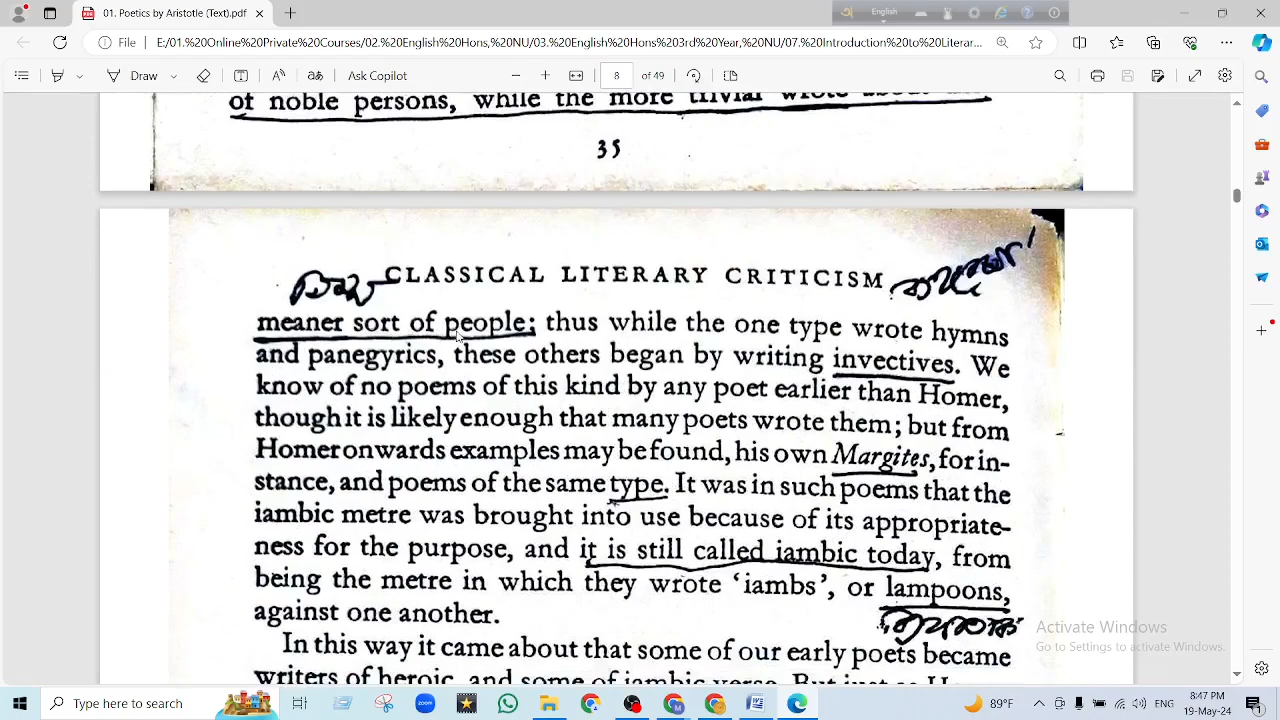 01. Poetics by Aristotle (Text).pdf
English
File
E:/01.%20Online%20Private%20Courses/02.%20English%20Hons,%20NU/03.%20English%20Hons%203rd%20Year,NU/07.%20Introduction%20to%20Literar...
Draw
Ask Copilot
8 of 49
of noble persons, while the more trivial wrote about the
35
CLASSICAL LITERARY CRITICISM
meaner sort of people; thus while the one type wrote hymns
and panegyrics, these others began by writing invectives. We
know of no poems of this kind by any poet earlier than Homer,
though it is likely enough that many poets wrote them; but from
Homer onwards examples may be found, his own Margites, for in-
stance, and poems of the same type. It was in such poems that the
iambic metre was brought into use because of its appropriate-
ness for the purpose, and it is still called iambic today, from
being the metre in which they wrote ‘iambs’, or lampoons,
against one another.
In this way it came about that some of our early poets became
writers of heroic, and some of iambic verse. But just as Ho
Activate Windows
Go to Settings to activate Windows.
Type here to search
zoom
89°F
ENG
8:47 PM
19-May-24